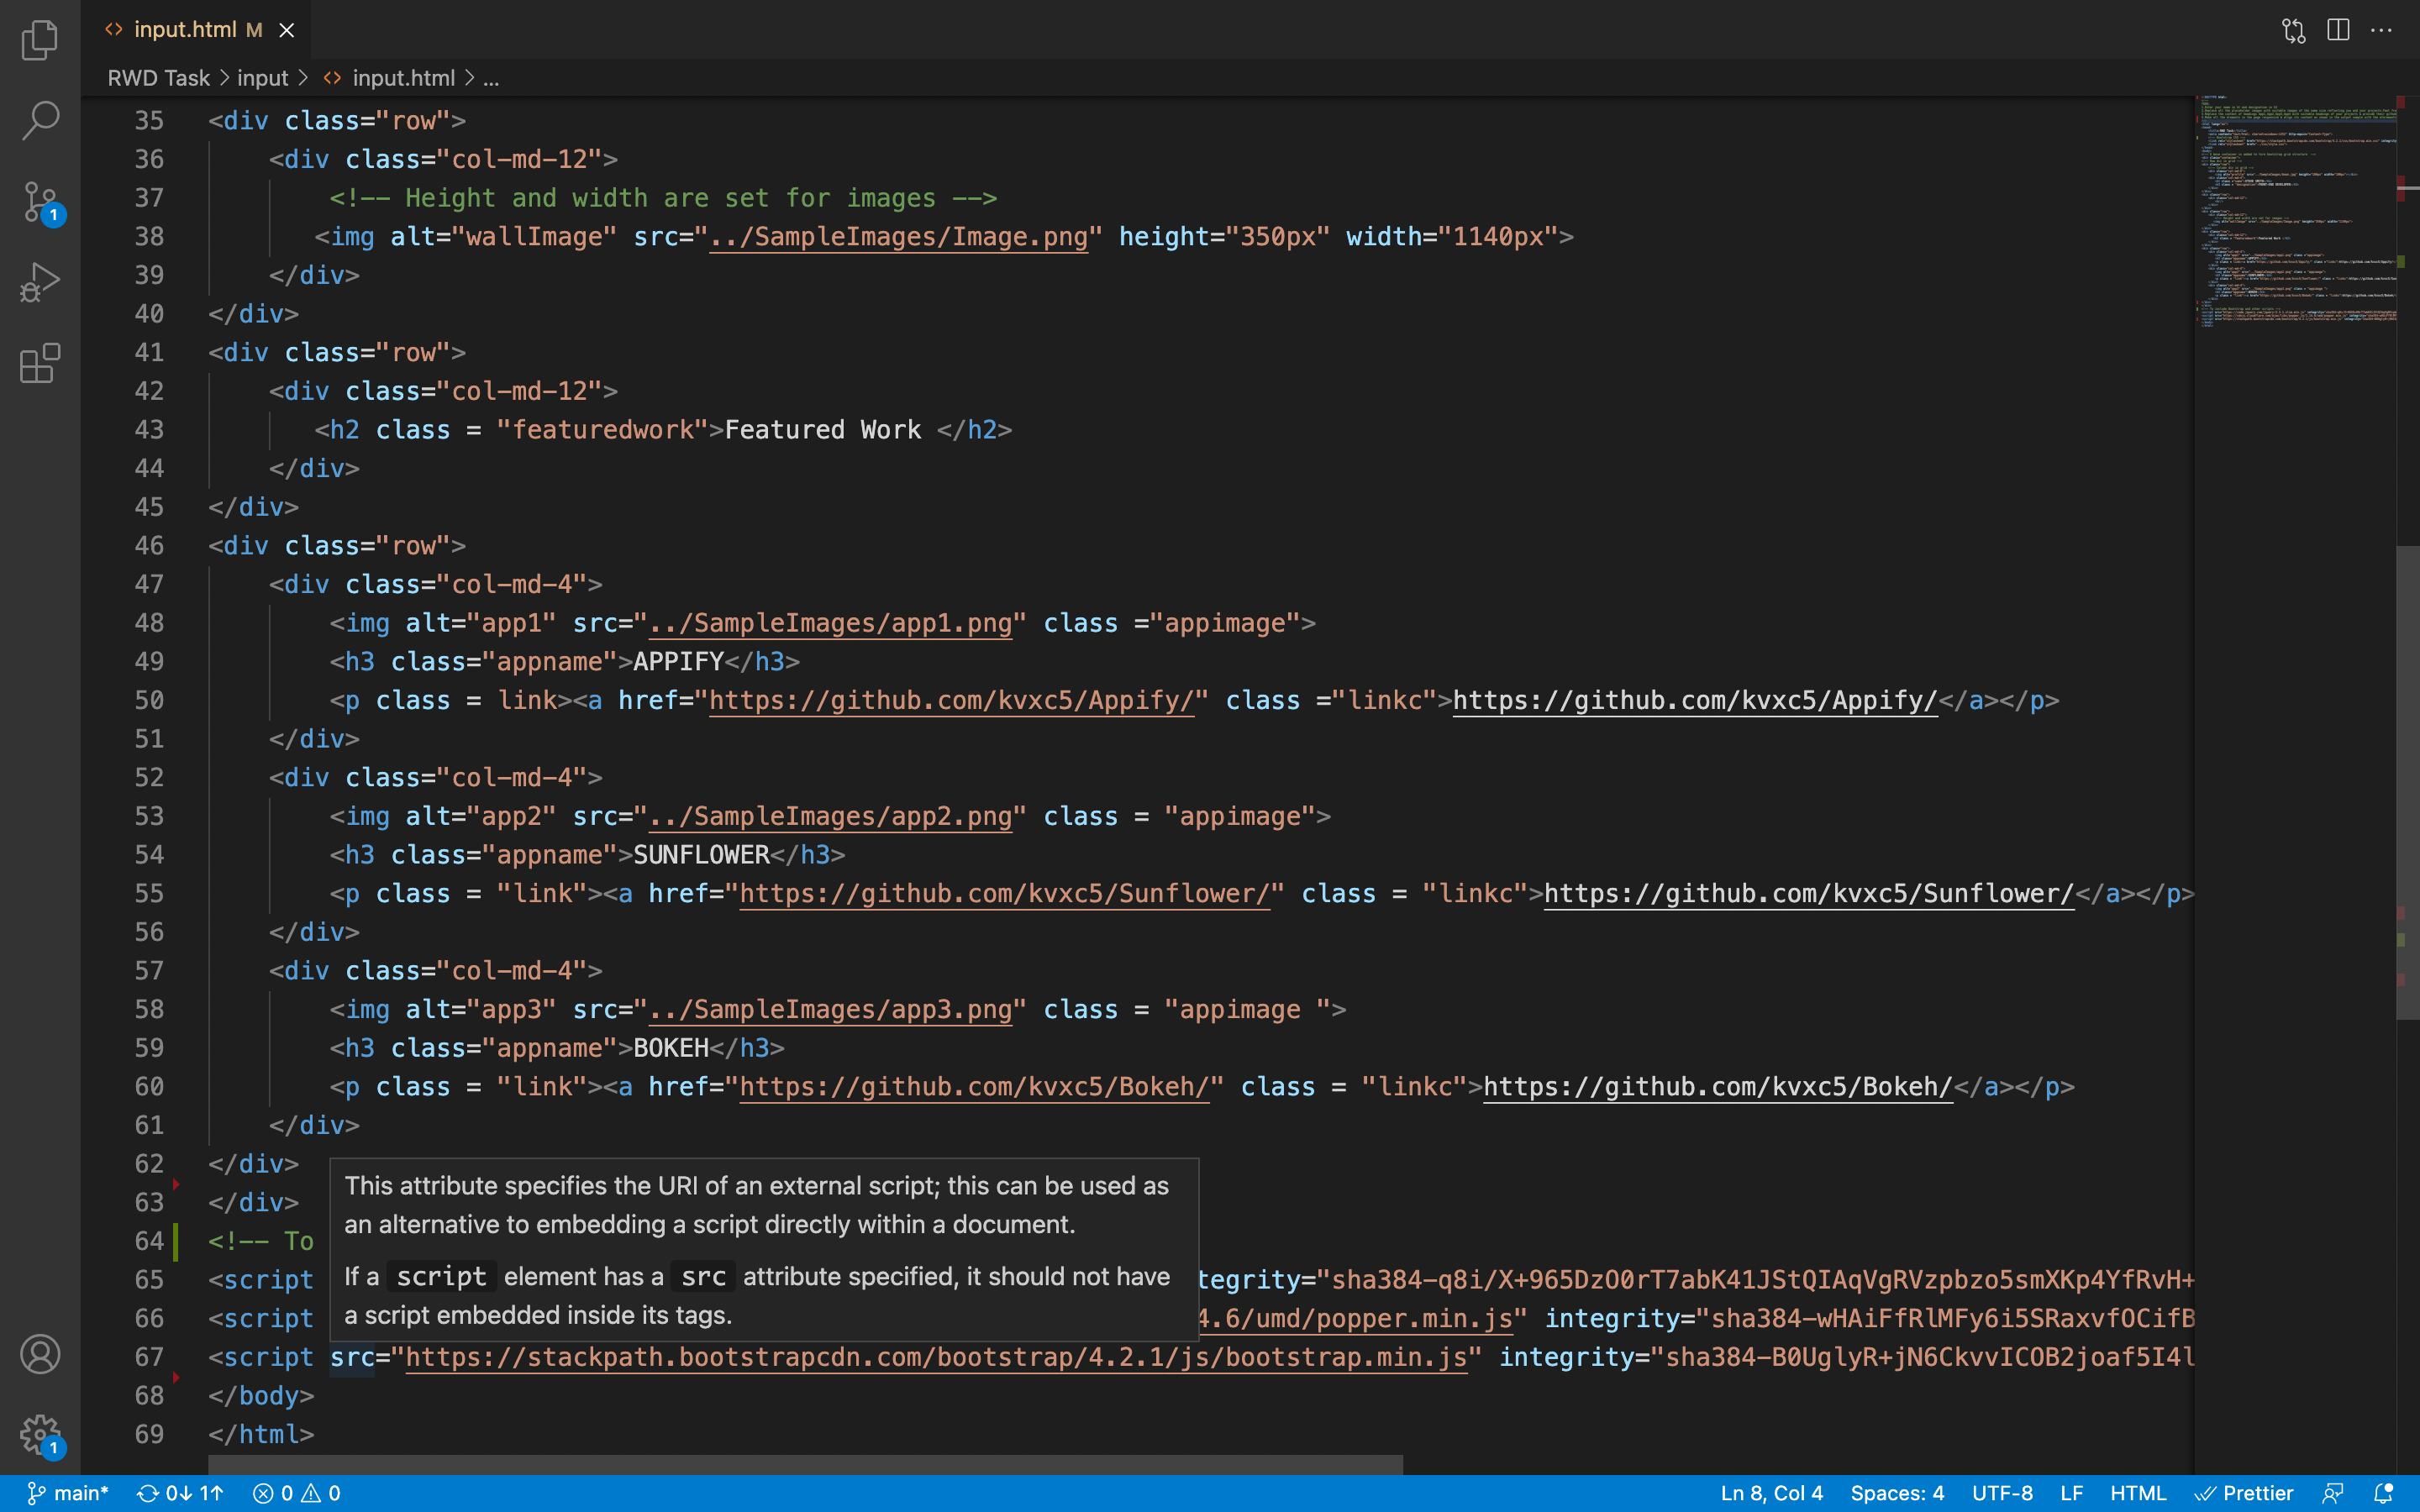 input.html M
RWD Task > input > input.html > ...
35 <div class="row">
36 <div class="col-md-12">
37 <!-- Height and width are set for images -->
38 <img alt="wallImage" src="../SampleImages/Image.png" height="350px" width="1140px">
39 </div>
40 </div>
41 <div class="row">
42 <div class="col-md-12">
43 <h2 class = "featuredwork">Featured Work </h2>
44 </div>
45 </div>
46 <div class="row">
47 <div class="col-md-4">
48 <img alt="app1" src="../SampleImages/app1.png" class ="appimage">
49 <h3 class="appname">APPIFY</h3>
50 <p class = link><a href="https://github.com/kvxc5/Appify/" class ="linkc">https://github.com/kvxc5/Appify/</a></p>
51 </div>
52 <div class="col-md-4">
53 <img alt="app2" src="../SampleImages/app2.png" class = "appimage">
54 <h3 class="appname">SUNFLOWER</h3>
55 <p class = "link"><a href="https://github.com/kvxc5/Sunflower/" class = "linkc">https://github.com/kvxc5/Sunflower/</a></p>
56 </div>
57 <div class="col-md-4">
58 <img alt="app3" src="../SampleImages/app3.png" class = "appimage ">
59 <h3 class="appname">BOKEH</h3>
60 <p class = "link"><a href="https://github.com/kvxc5/Bokeh/" class = "linkc">https://github.com/kvxc5/Bokeh/</a></p>
61 </div>
62 </div>
63 </div>
64 <!-- To
65 <script tegrity="sha384-q8i/X+965DzO0rT7abK41JStQIAqVgRVzpbzo5smXKp4YfRvH+
66 <script 4.6/umd/popper.min.js" integrity="sha384-wHAiFfRlMFy6i5SRaxvfOCifB
67 <script src="https://stackpath.bootstrapcdn.com/bootstrap/4.2.1/js/bootstrap.min.js" integrity="sha384-B0UglyR+jN6CkvvICOB2joaf5I4l
68 </body>
69 </html>
This attribute specifies the URI of an external script; this can be used as
an alternative to embedding a script directly within a document.
If a script element has a src attribute specified, it should not have
a script embedded inside its tags.
1
1
main* 0↓ 1↑ 0 0 Ln 8, Col 4 Spaces: 4 UTF-8 LF HTML Prettier